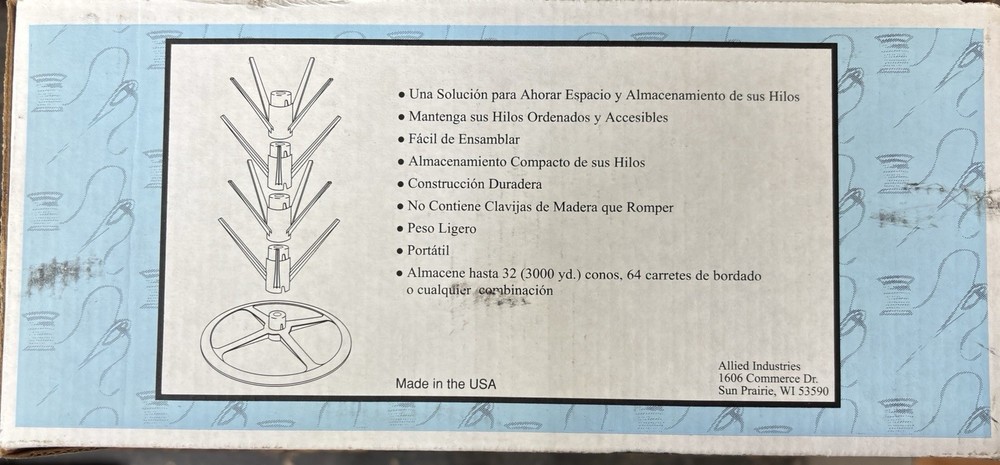 • Una Solución para Ahorar Espacio y Almacenamiento de sus Hilos
• Mantenga sus Hilos Ordenados y Accesibles
• Fácil de Ensamblar
• Almacenamiento Compacto de sus Hilos
• Construcción Duradera
• No Contiene Clavijas de Madera que Romper
• Peso Ligero
• Portátil
• Almacene hasta 32 (3000 yd.) conos, 64 carretes de bordado
o cualquier combinación
Made in the USA
Allied Industries
1606 Commerce Dr.
Sun Prairie, WI 53590